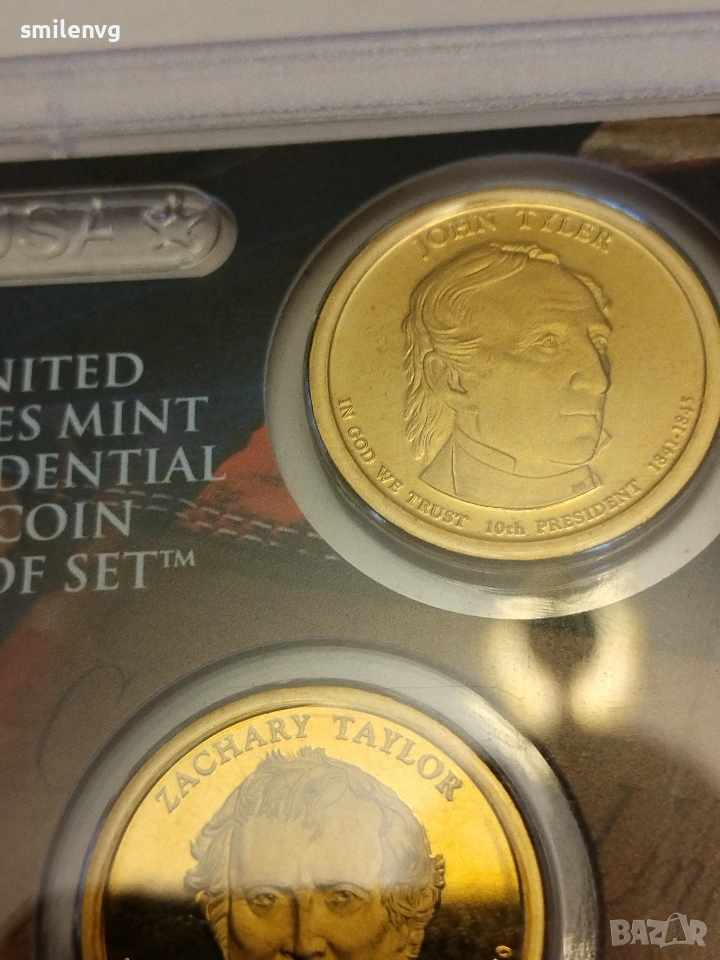 smilenvg
USA
JOHN TYLER
IN GOD WE TRUST 10th PRESIDENT 1841-1845
NITED
ES MINT
DENTIAL
COIN
OF SET™
ZACHARY TAYLOR
BAZAR